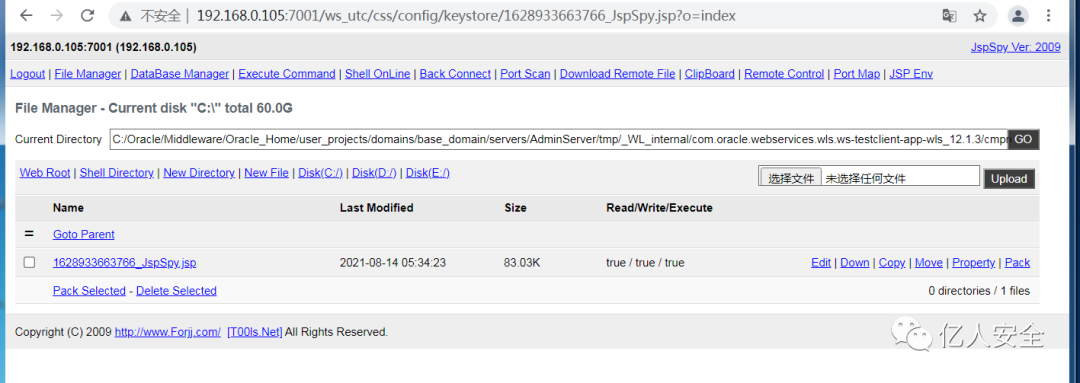 不安全 | 192.168.0.105:7001/ws_utc/css/config/keystore/1628933663766_JspSpy.jsp?o=index
192.168.0.105:7001 (192.168.0.105) JspSpy Ver: 2009
Logout | File Manager | DataBase Manager | Execute Command | Shell OnLine | Back Connect | Port Scan | Download Remote File | ClipBoard | Remote Control | Port Map | JSP Env
File Manager - Current disk "C:\" total 60.0G
Current Directory C:/Oracle/Middleware/Oracle_Home/user_projects/domains/base_domain/servers/AdminServer/tmp/_WL_internal/com.oracle.webservices.wls.ws-testclient-app-wls_12.1.3/cmpr GO
Web Root | Shell Directory | New Directory | New File | Disk(C:/) | Disk(D:/) | Disk(E:/) 选择文件 未选择任何文件 Upload
Name Last Modified Size Read/Write/Execute
= Goto Parent
1628933663766_JspSpy.jsp 2021-08-14 05:34:23 83.03K true / true / true Edit | Down | Copy | Move | Property | Pack
Pack Selected - Delete Selected 0 directories / 1 files
Copyright (C) 2009 http://www.Forjj.com/ [T00ls.Net] All Rights Reserved.
亿人安全